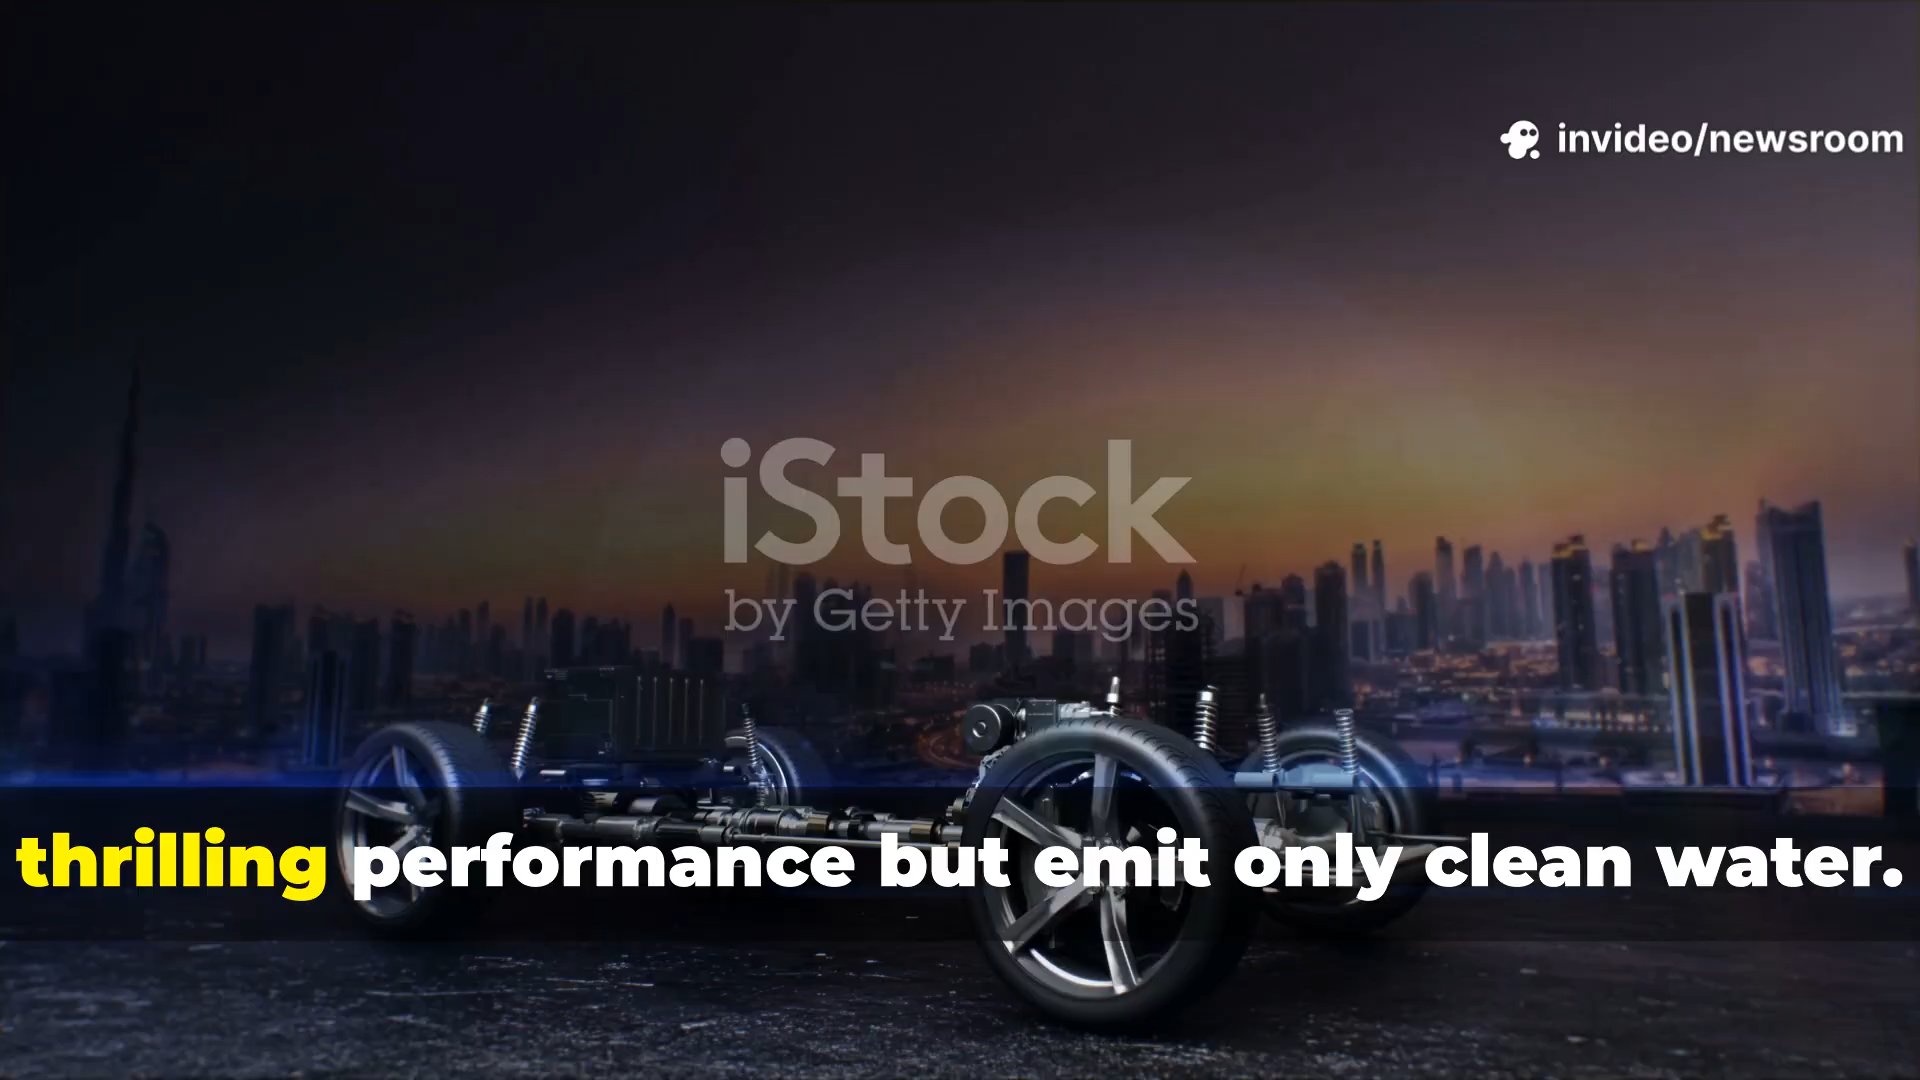 invideo/newsroom
iStock
by Getty Images
thrilling performance but emit only clean water.